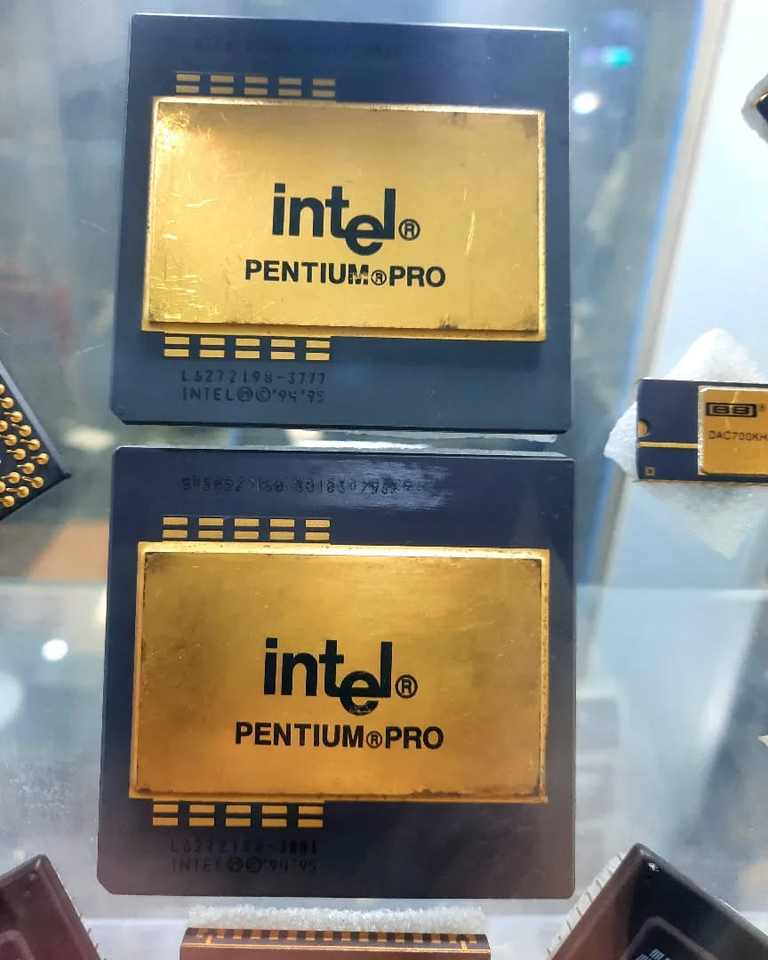 intel®
PENTIUM®PRO
L6272198-3777
INTEL Ⓜ©'94'95
BB®
DAC700KH
intel®
PENTIUM®PRO
INTEL Ⓜ©'94'95